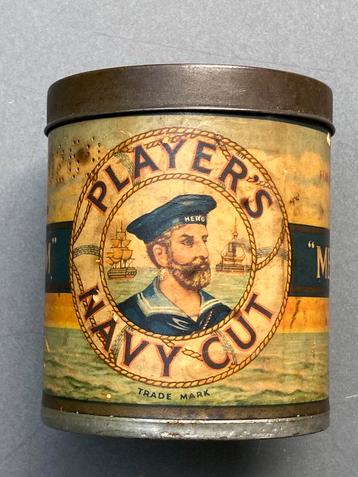 PLAYER'S
HERO
NAVY CUT
TRADE MARK